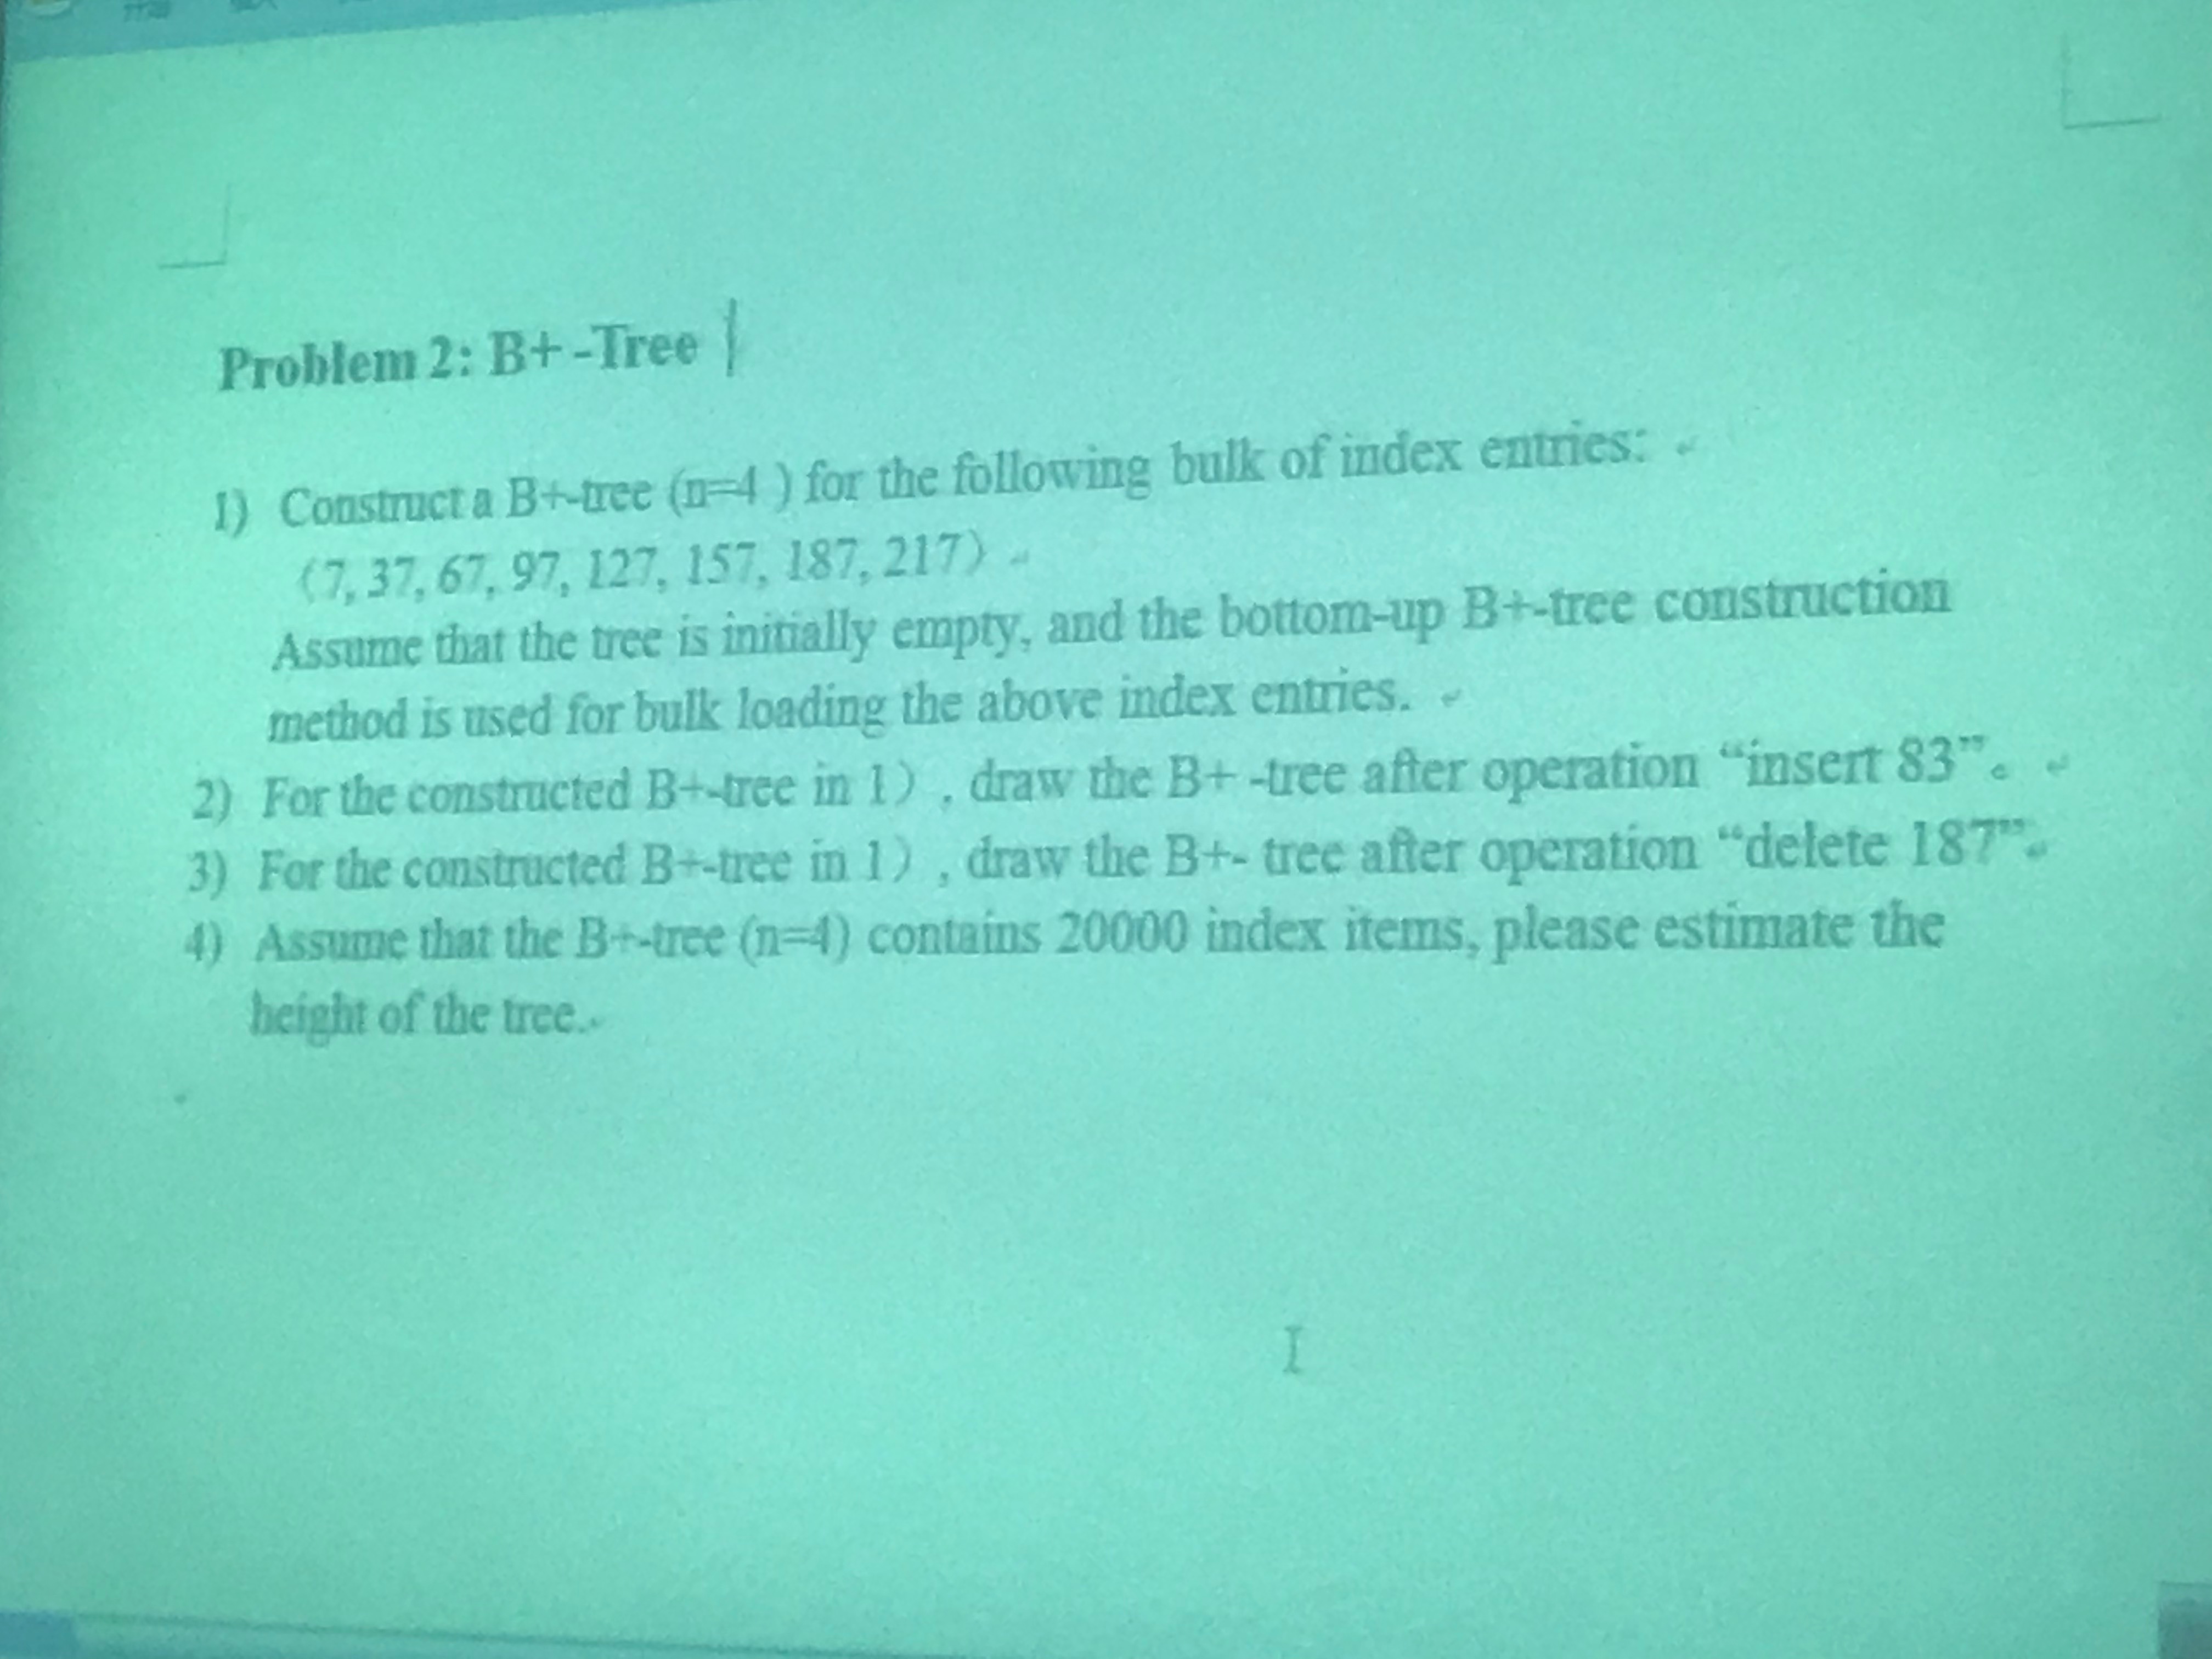 Problem 2: B+ -Tree
1) Construct a B+-tree (n=4 ) for the following bulk of index entries:
(7, 37, 67, 97, 127, 157, 187, 217)
Assume that the tree is initially empty, and the bottom-up B+-tree construction
method is used for bulk loading the above index entries.
2) For the constructed B+-tree in 1) , draw the B+ -tree after operation “insert 83”。
3) For the constructed B+-tree in 1) , draw the B+- tree after operation “delete 187”
4) Assume that the B+-tree (n=4) contains 20000 index items, please estimate the
height of the tree.